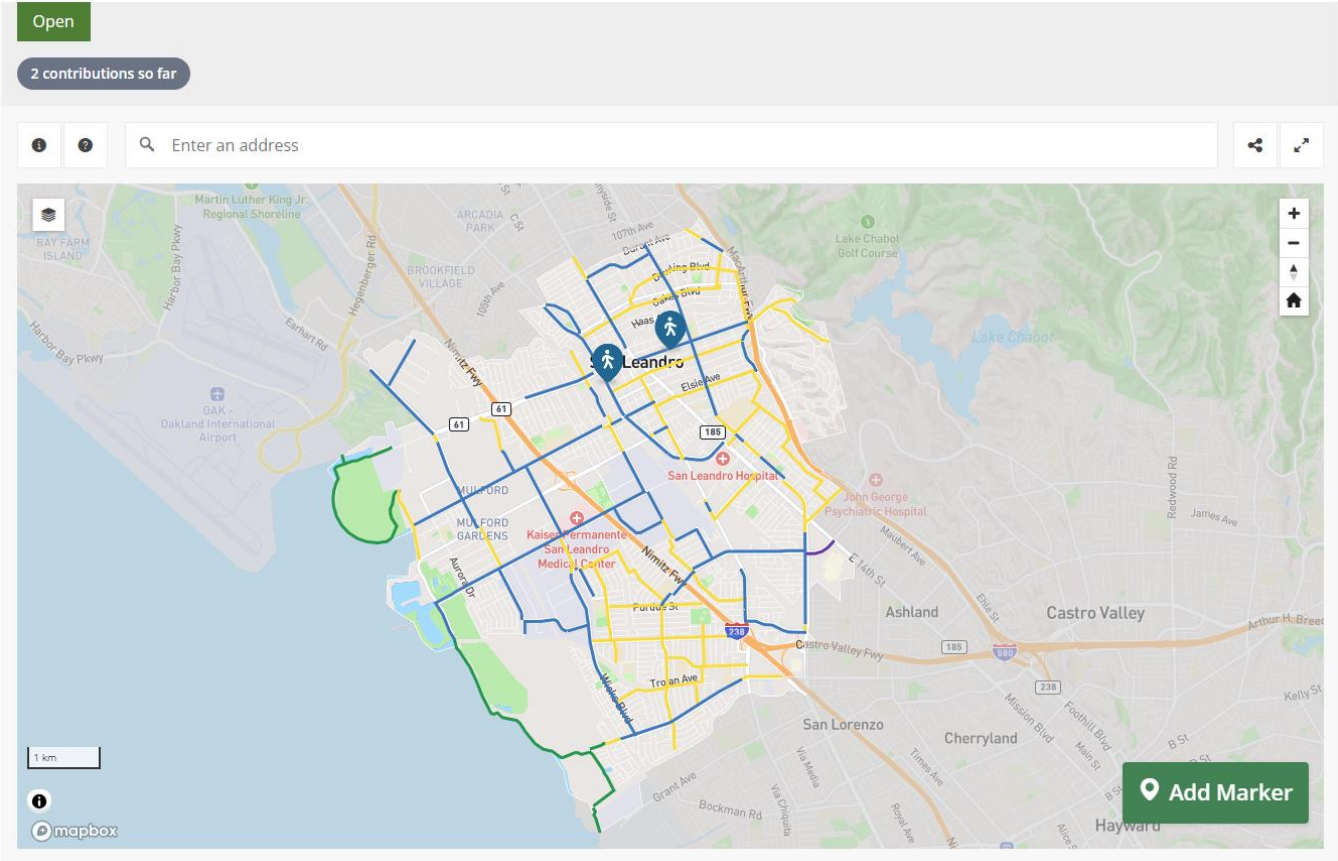 Open
2 contributions so far
Enter an address
Martin Luther King Jr.
Regional Shoreline
ARCADIA
PARK
C St
107th Ave
Durant Ave
BAY FARM
ISLAND
Harbor Bay Pkwy
Hegenberger Rd
BROOKFIELD
VILLAGE
105th Ave
MacArthur Fwy
Lake Chabot
Golf Course
Earhart Rd
Harbor Bay Pkwy
Haas
Lake Chabot
Nimitz Fwy
Leandro
Elsie Ave
OAK -
Oakland International
Airport
61
61
185
San Leandro Hospital
John George
Psychiatric Hospital
Redwood Rd
James Ave
MULFORD
MULFORD
GARDENS
Kaiser Permanente
San Leandro
Medical Center
Maubert Ave
Nimitz Fwy
E 14th St
Aurora Dr
Purdue St
Ashland
Castro Valley
238
Castro Valley Fwy
185
580
Arthur H. Breed
Trojan Ave
238
Kelly St
Wicks Blvd
San Lorenzo
Mission Blvd
Foothill Blvd
Cherryland
Main St
B St
1 km
Via Media
Times Ave
Grant Ave
Bockman Rd
Via Chiquita
Royal Ave
Add Marker
Hayward
mapbox